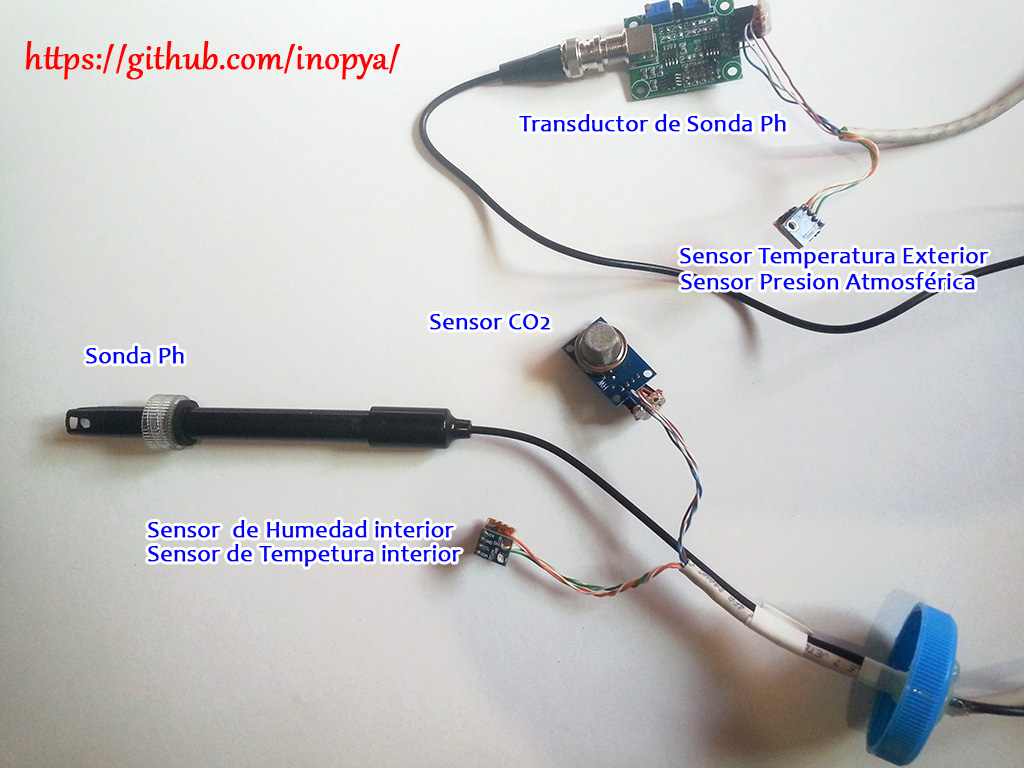 https://github.com/inopya/
Transductor de Sonda Ph
Sensor Temperatura Exterior
Sensor Presion Atmosférica
Sensor CO2
Sonda Ph
Sensor  de Humedad interior
Sensor de Tempetura interior